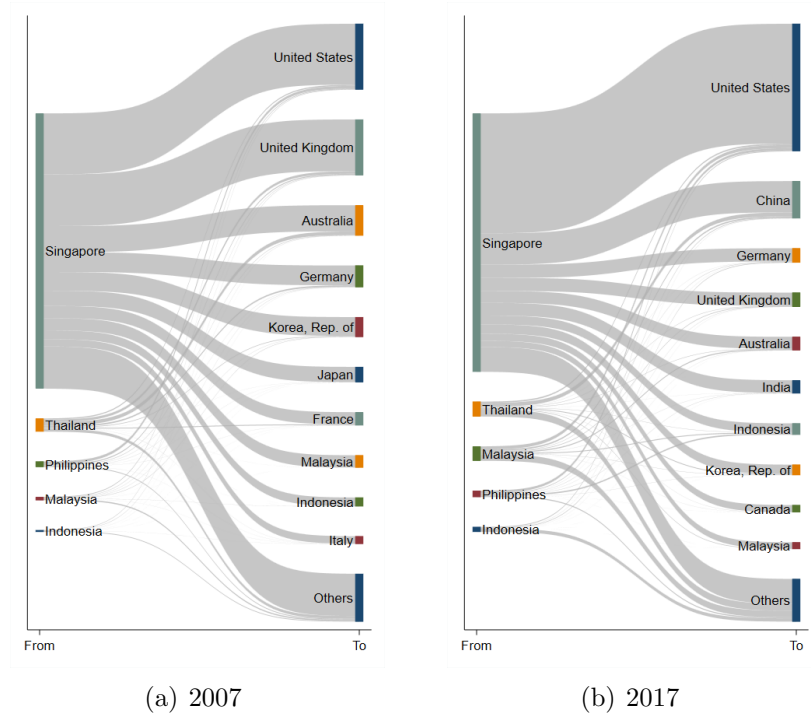 United States
United Kingdom
Australia
Singapore
Germany
Korea, Rep. of
Japan
France
Thailand
Malaysia
Philippines
Malaysia
Indonesia
Indonesia
Italy
Others
From
To
(a) 2007
United States
China
Singapore
Germany
United Kingdom
Australia
India
Thailand
Indonesia
Malaysia
Korea, Rep. of
Philippines
Canada
Indonesia
Malaysia
Others
From
To
(b) 2017